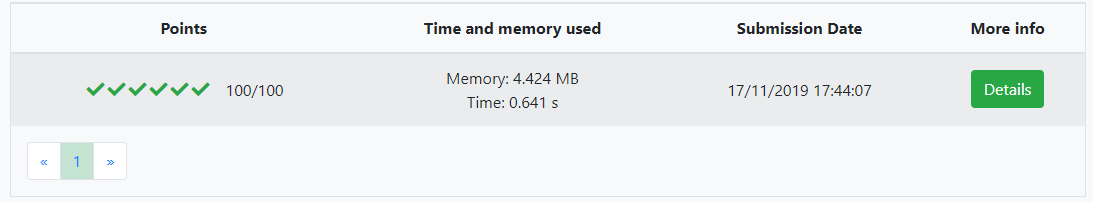 Points Time and memory used Submission Date More info
100/100 Memory: 4.424 MB
Time: 0.641 s 17/11/2019 17:44:07 Details
« 1 »